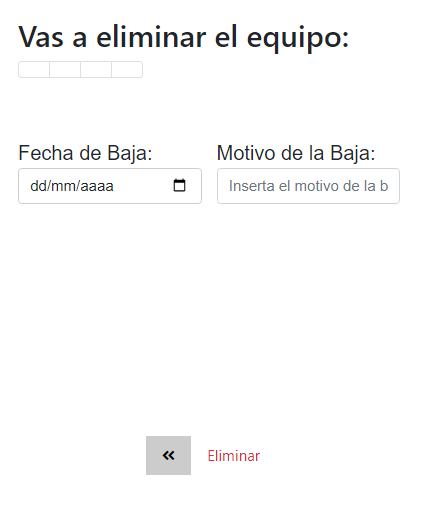 Vas a eliminar el equipo:
Fecha de Baja: Motivo de la Baja:
dd/mm/aaaa Inserta el motivo de la b
Eliminar